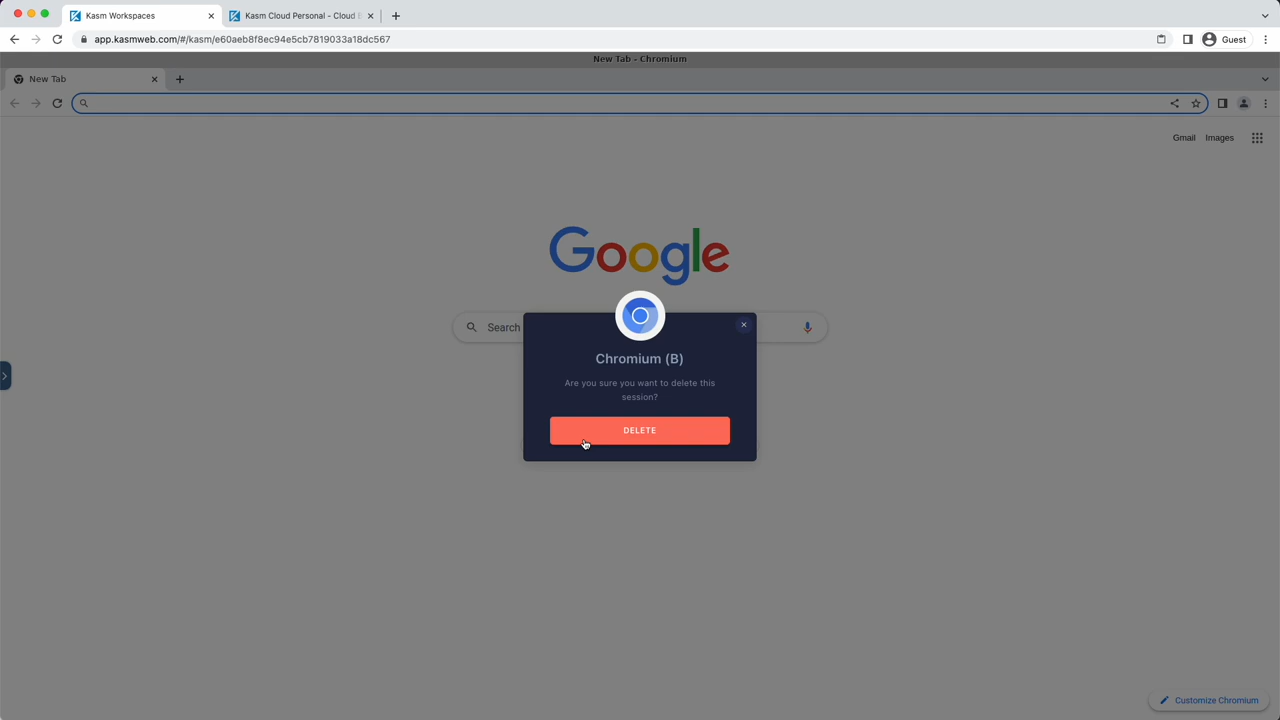 Kasm Workspaces
Kasm Cloud Personal - Cloud
app.kasmweb.com/#/kasm/e60aeb8f8ec94e5cb7819033a18dc567
Guest
New Tab - Chromium
New Tab
Gmail
Images
Google
Search
Chromium (B)
Are you sure you want to delete this
session?
DELETE
Customize Chromium